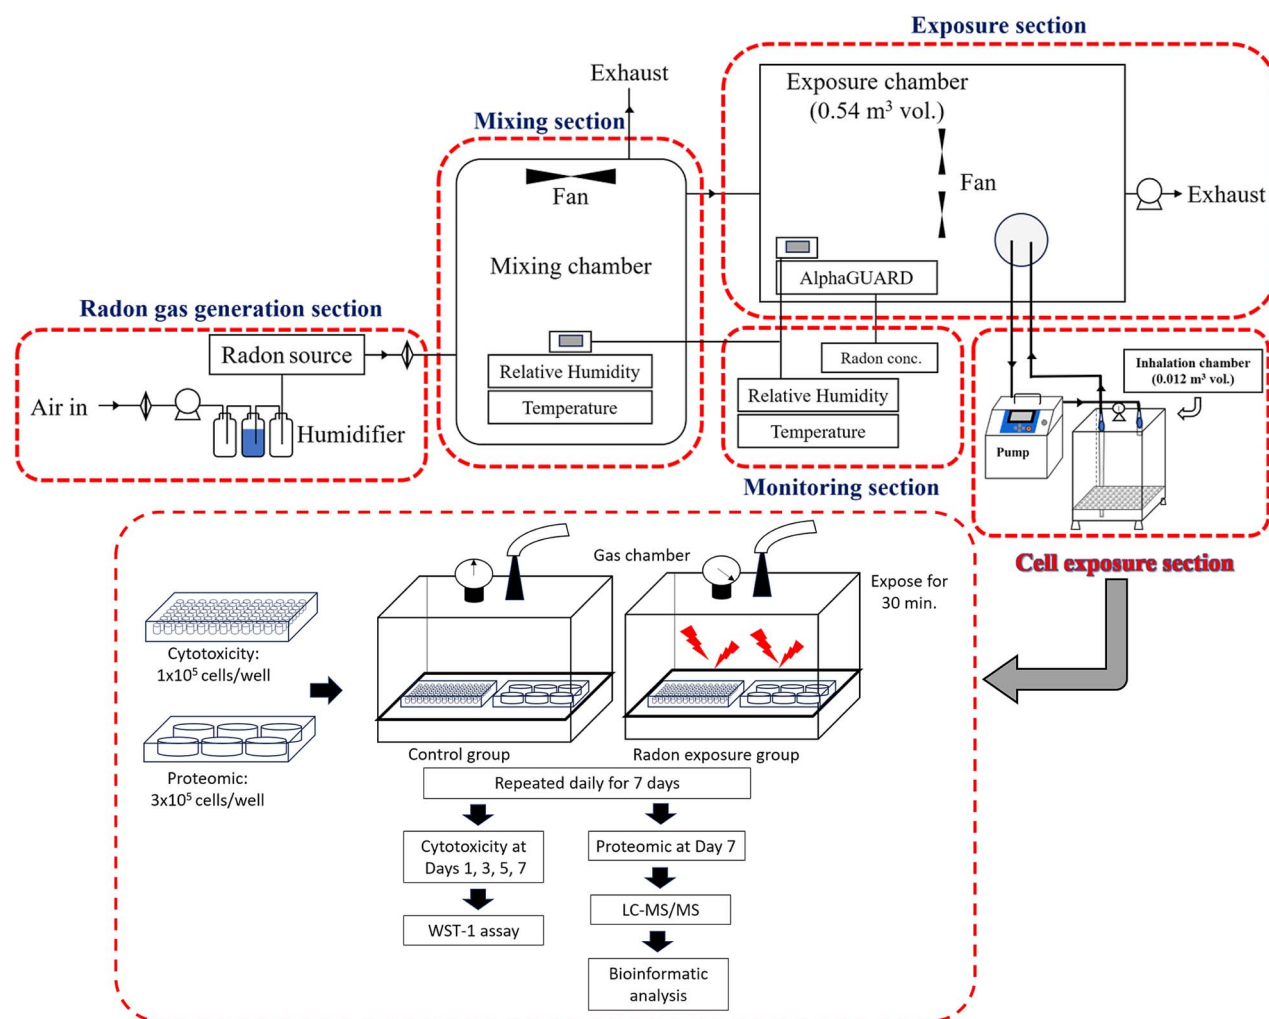 Exposure section
Exposure chamber
(0.54 m³ vol.)
Fan
Exhaust
AlphaGUARD
Exhaust
Mixing section
Fan
Mixing chamber
Relative Humidity
Temperature
Radon gas generation section
Radon source
Air in
Humidifier
Radon conc.
Relative Humidity
Temperature
Monitoring section
Inhalation chamber
(0.012 m³ vol.)
Pump
Cell exposure section
Gas chamber
Expose for
30 min.
Cytotoxicity:
1x10⁵ cells/well
Proteomic:
3x10⁵ cells/well
Control group
Radon exposure group
Repeated daily for 7 days
Cytotoxicity at
Days 1, 3, 5, 7
WST-1 assay
Proteomic at Day 7
LC-MS/MS
Bioinformatic
analysis